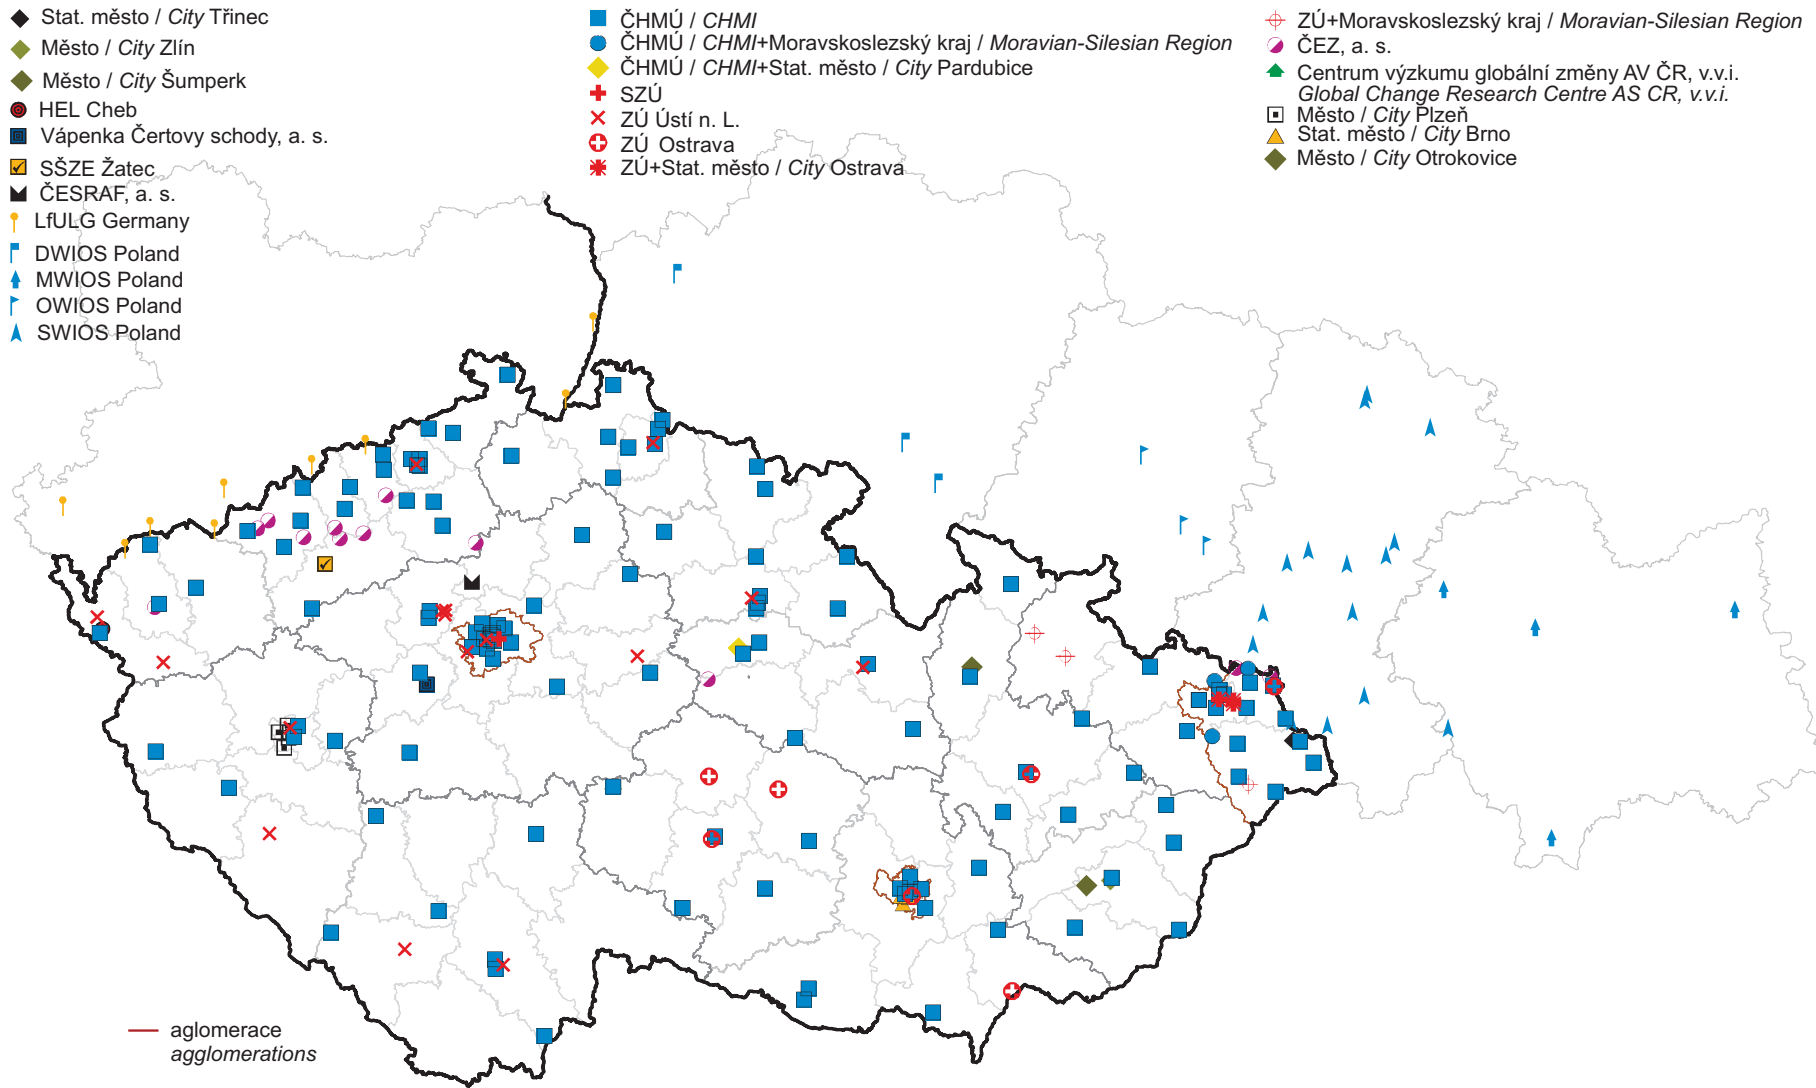 Stat. město / City Třinec
Město / City Zlín
Město / City Šumperk
HEL Cheb
Vápenka Čertovy schody, a. s.
SŠZE Žatec
ČESRAF, a. s.
LfULG Germany
DWIOS Poland
MWIOS Poland
OWIOS Poland
SWIOS Poland
ČHMÚ / CHMI
ČHMÚ / CHMI+Moravskoslezský kraj / Moravian-Silesian Region
ČHMÚ / CHMI+Stat. město / City Pardubice
SZÚ
ZÚ Ústí n. L.
ZÚ Ostrava
ZÚ+Stat. město / City Ostrava
ZÚ+Moravskoslezský kraj / Moravian-Silesian Region
ČEZ, a. s.
Centrum výzkumu globální změny AV ČR, v.v.i.
Global Change Research Centre AS CR, v.v.i.
Město / City Plzeň
Stat. město / City Brno
Město / City Otrokovice
aglomerace
agglomerations